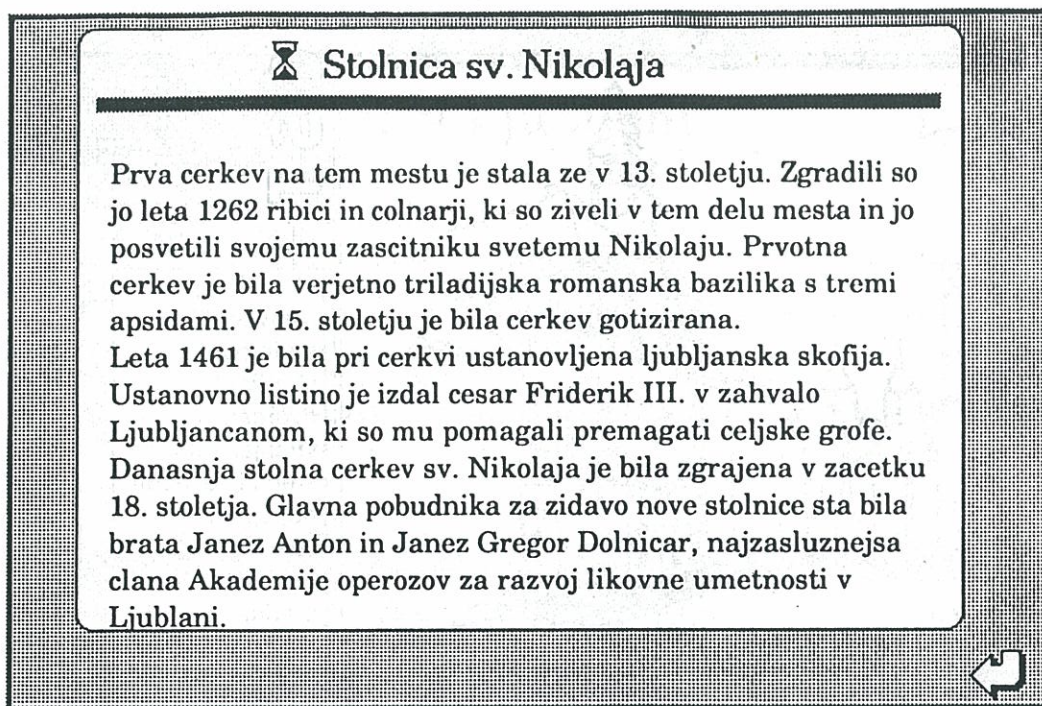 Stolnica sv. Nikolaja
Prva cerkev na tem mestu je stala ze v 13. stoletju. Zgradili so
jo leta 1262 ribici in colnarji, ki so ziveli v tem delu mesta in jo
posvetili svojemu zascitniku svetemu Nikolaju. Prvotna
cerkev je bila verjetno triladijska romanska bazilika s tremi
apsidami. V 15. stoletju je bila cerkev gotizirana.
Leta 1461 je bila pri cerkvi ustanovljena ljubljanska skofija.
Ustanovno listino je izdal cesar Friderik III. v zahvalo
Ljubljancanom, ki so mu pomagali premagati celjske grofe.
Danasnja stolna cerkev sv. Nikolaja je bila zgrajena v zacetku
18. stoletja. Glavna pobudnika za zidavo nove stolnice sta bila
brata Janez Anton in Janez Gregor Dolnicar, najzasluznejsa
clana Akademije operozov za razvoj likovne umetnosti v
Ljublani.